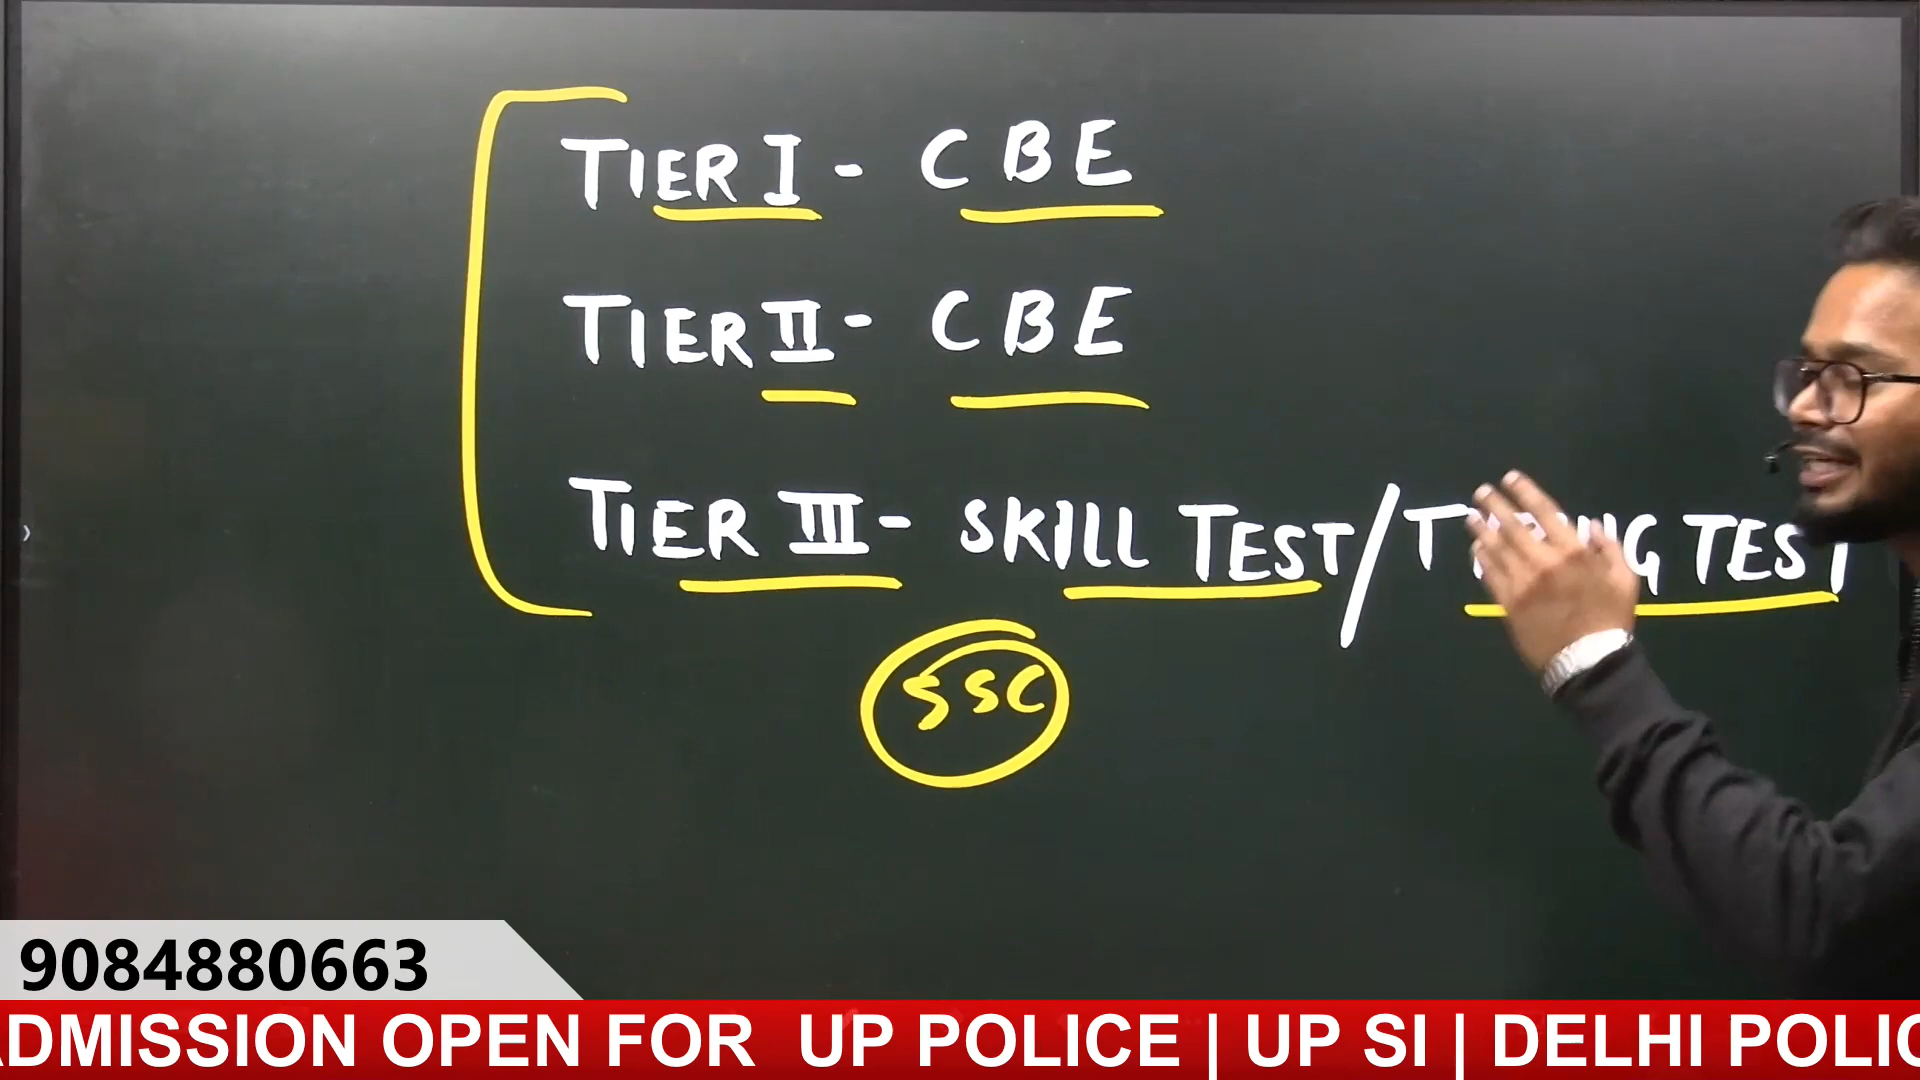 TIER I - CBE
TIER II - CBE
TIER III - SKILL TEST / TEST
SSC
9084880663
ADMISSION OPEN FOR UP POLICE | UP SI | DELHI POLIC